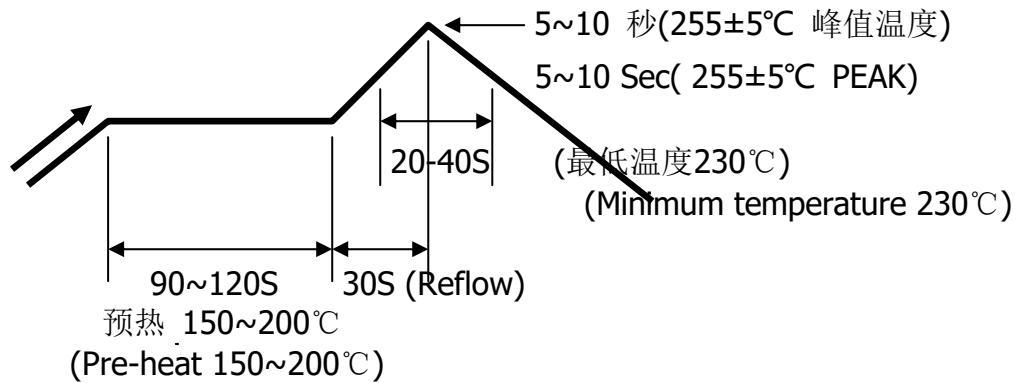 5~10 秒(255±5℃ 峰值温度)
5~10 Sec( 255±5℃ PEAK)
20-40S
(最低温度230℃)
(Minimum temperature 230℃)
90~120S
30S (Reflow)
预热 150~200℃
(Pre-heat 150~200℃)